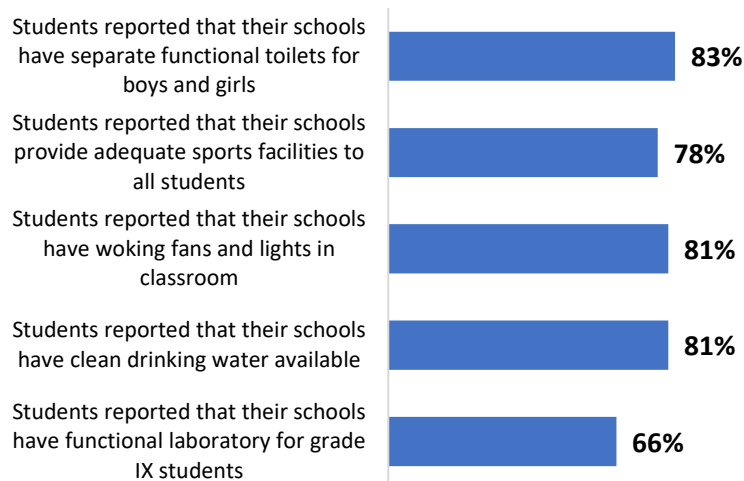 Students reported that their schools
have separate functional toilets for
boys and girls
83%
Students reported that their schools
provide adequate sports facilities to
all students
78%
Students reported that their schools
have woking fans and lights in
classroom
81%
Students reported that their schools
have clean drinking water available
81%
Students reported that their schools
have functional laboratory for grade
IX students
66%